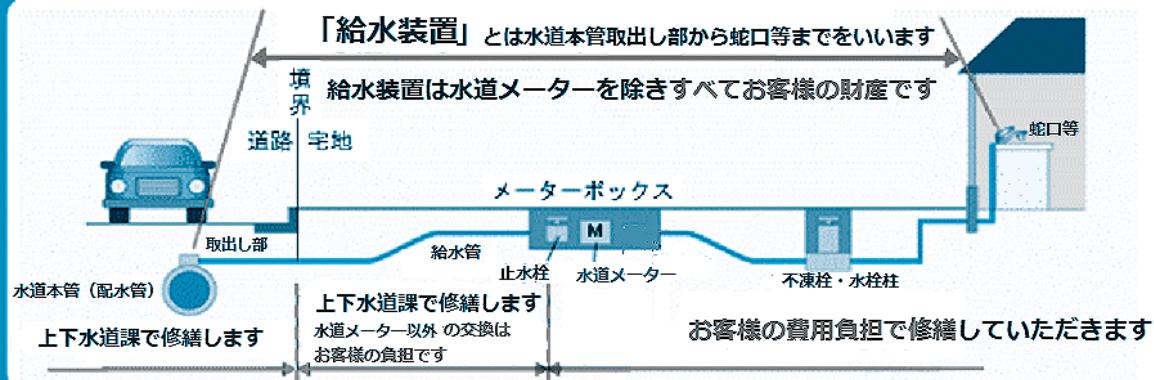 「給水装置」とは水道本管取出し部から蛇口等までをいいます
給水装置は水道メーターを除きすべてお客様の財産です
境界
道路
宅地
蛇口等
メーターボックス
M
取出し部
給水管
止水栓
水道メーター
不凍栓・水栓柱
水道本管（配水管）
上下水道課で修繕します
上下水道課で修繕します
水道メーター以外 の交換は
お客様の負担です
お客様の費用負担で修繕していただきます